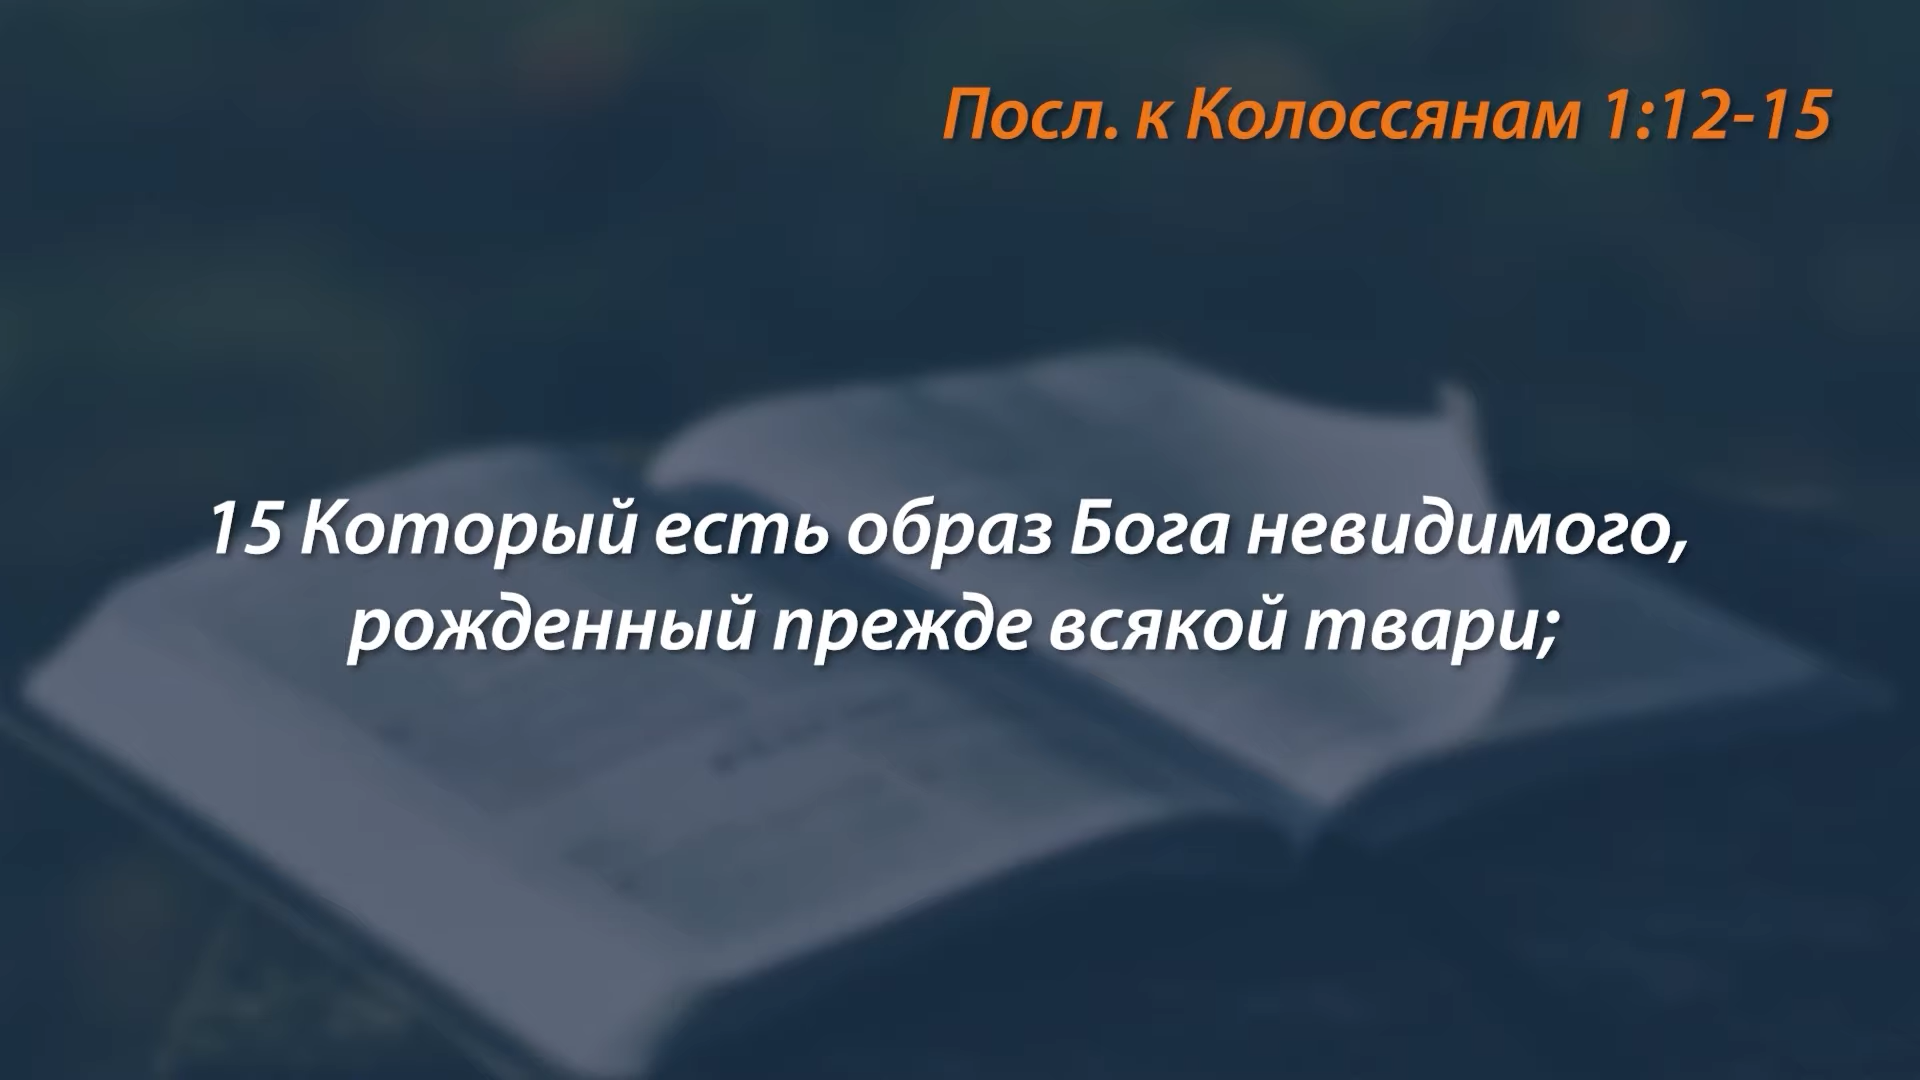 Посл. к Колоссянам 1:12-15
15 Который есть образ Бога невидимого,
рожденный прежде всякой твари;